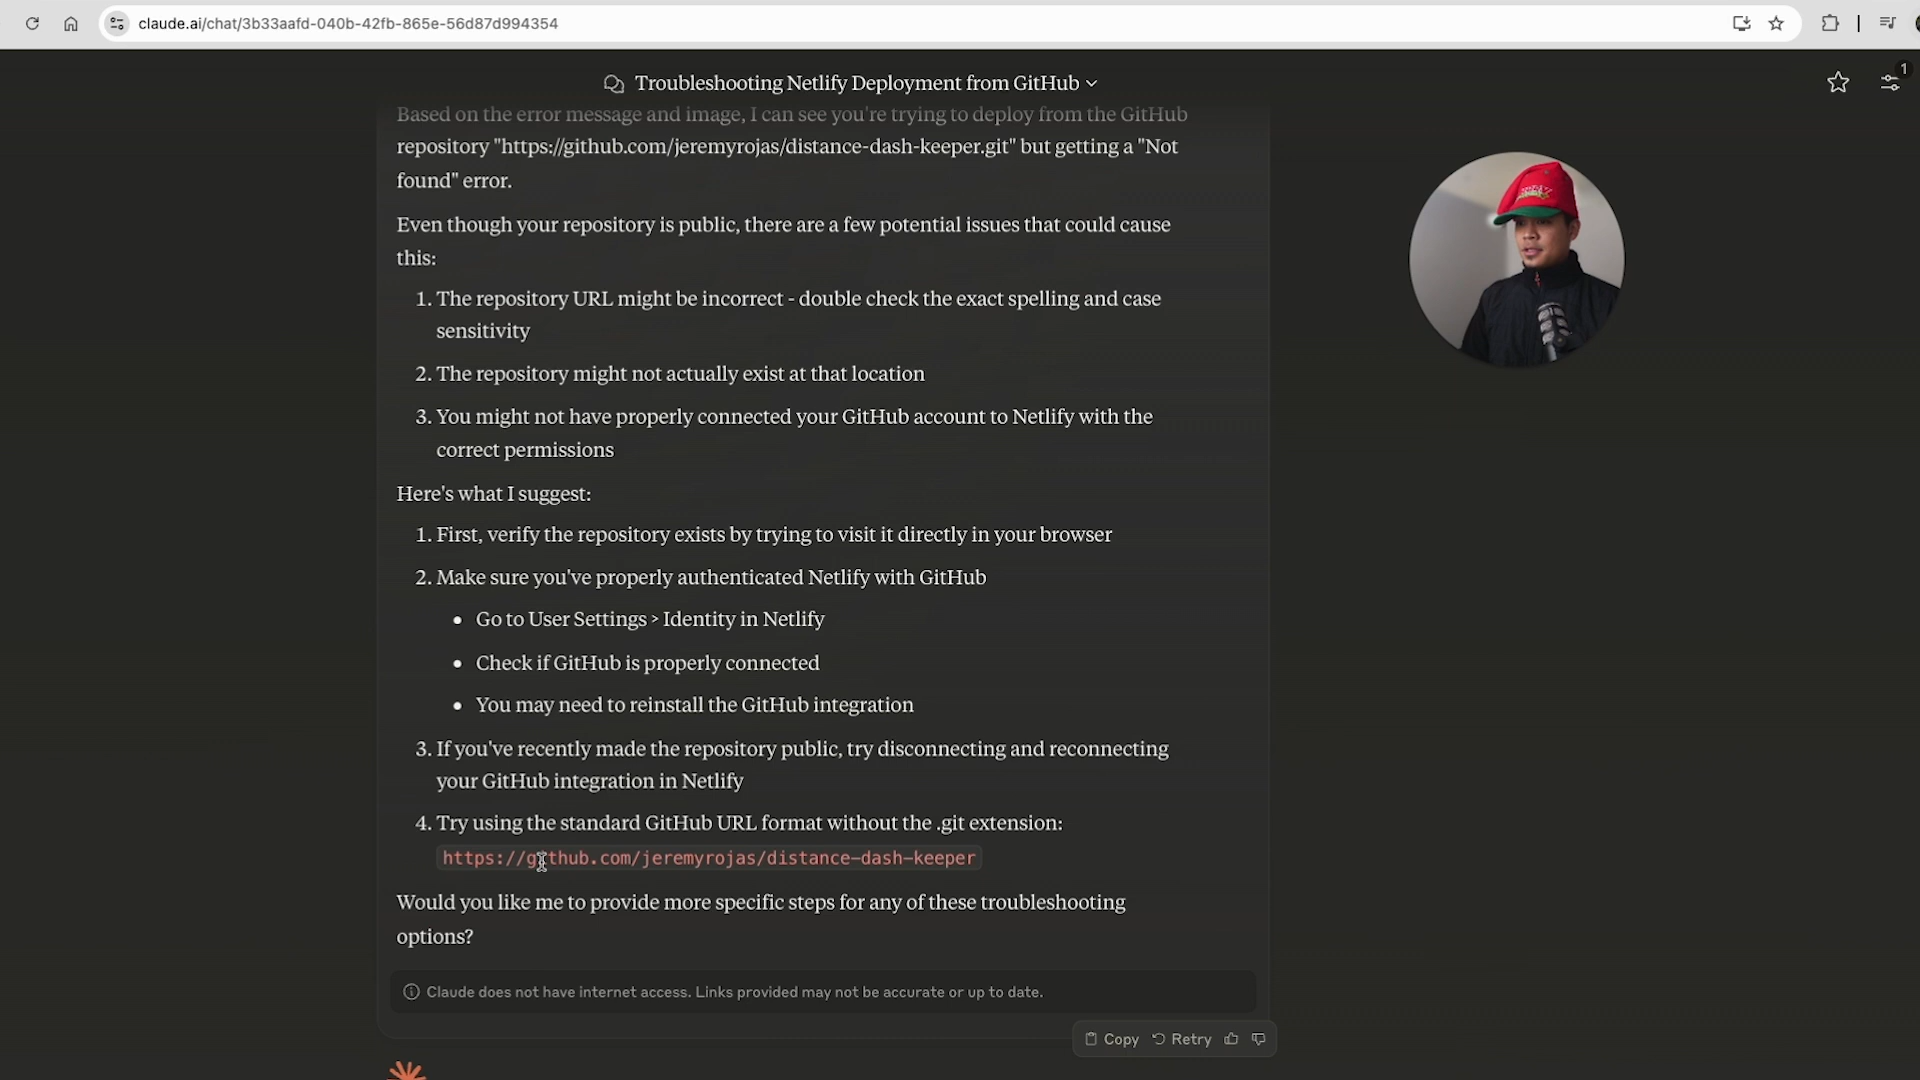 claude.ai/chat/3b33aafd-040b-42fb-865e-56d87d994354
Troubleshooting Netlify Deployment from GitHub
1
Based on the error message and image, I can see you're trying to deploy from the GitHub
repository "https://github.com/jeremyrojas/distance-dash-keeper.git" but getting a "Not
found" error.
Even though your repository is public, there are a few potential issues that could cause
this:
1. The repository URL might be incorrect - double check the exact spelling and case
sensitivity
2. The repository might not actually exist at that location
3. You might not have properly connected your GitHub account to Netlify with the
correct permissions
Here's what I suggest:
1. First, verify the repository exists by trying to visit it directly in your browser
2. Make sure you've properly authenticated Netlify with GitHub
• Go to User Settings > Identity in Netlify
• Check if GitHub is properly connected
• You may need to reinstall the GitHub integration
3. If you've recently made the repository public, try disconnecting and reconnecting
your GitHub integration in Netlify
4. Try using the standard GitHub URL format without the .git extension:
https://github.com/jeremyrojas/distance-dash-keeper
Would you like me to provide more specific steps for any of these troubleshooting
options?
Claude does not have internet access. Links provided may not be accurate or up to date.
Copy Retry